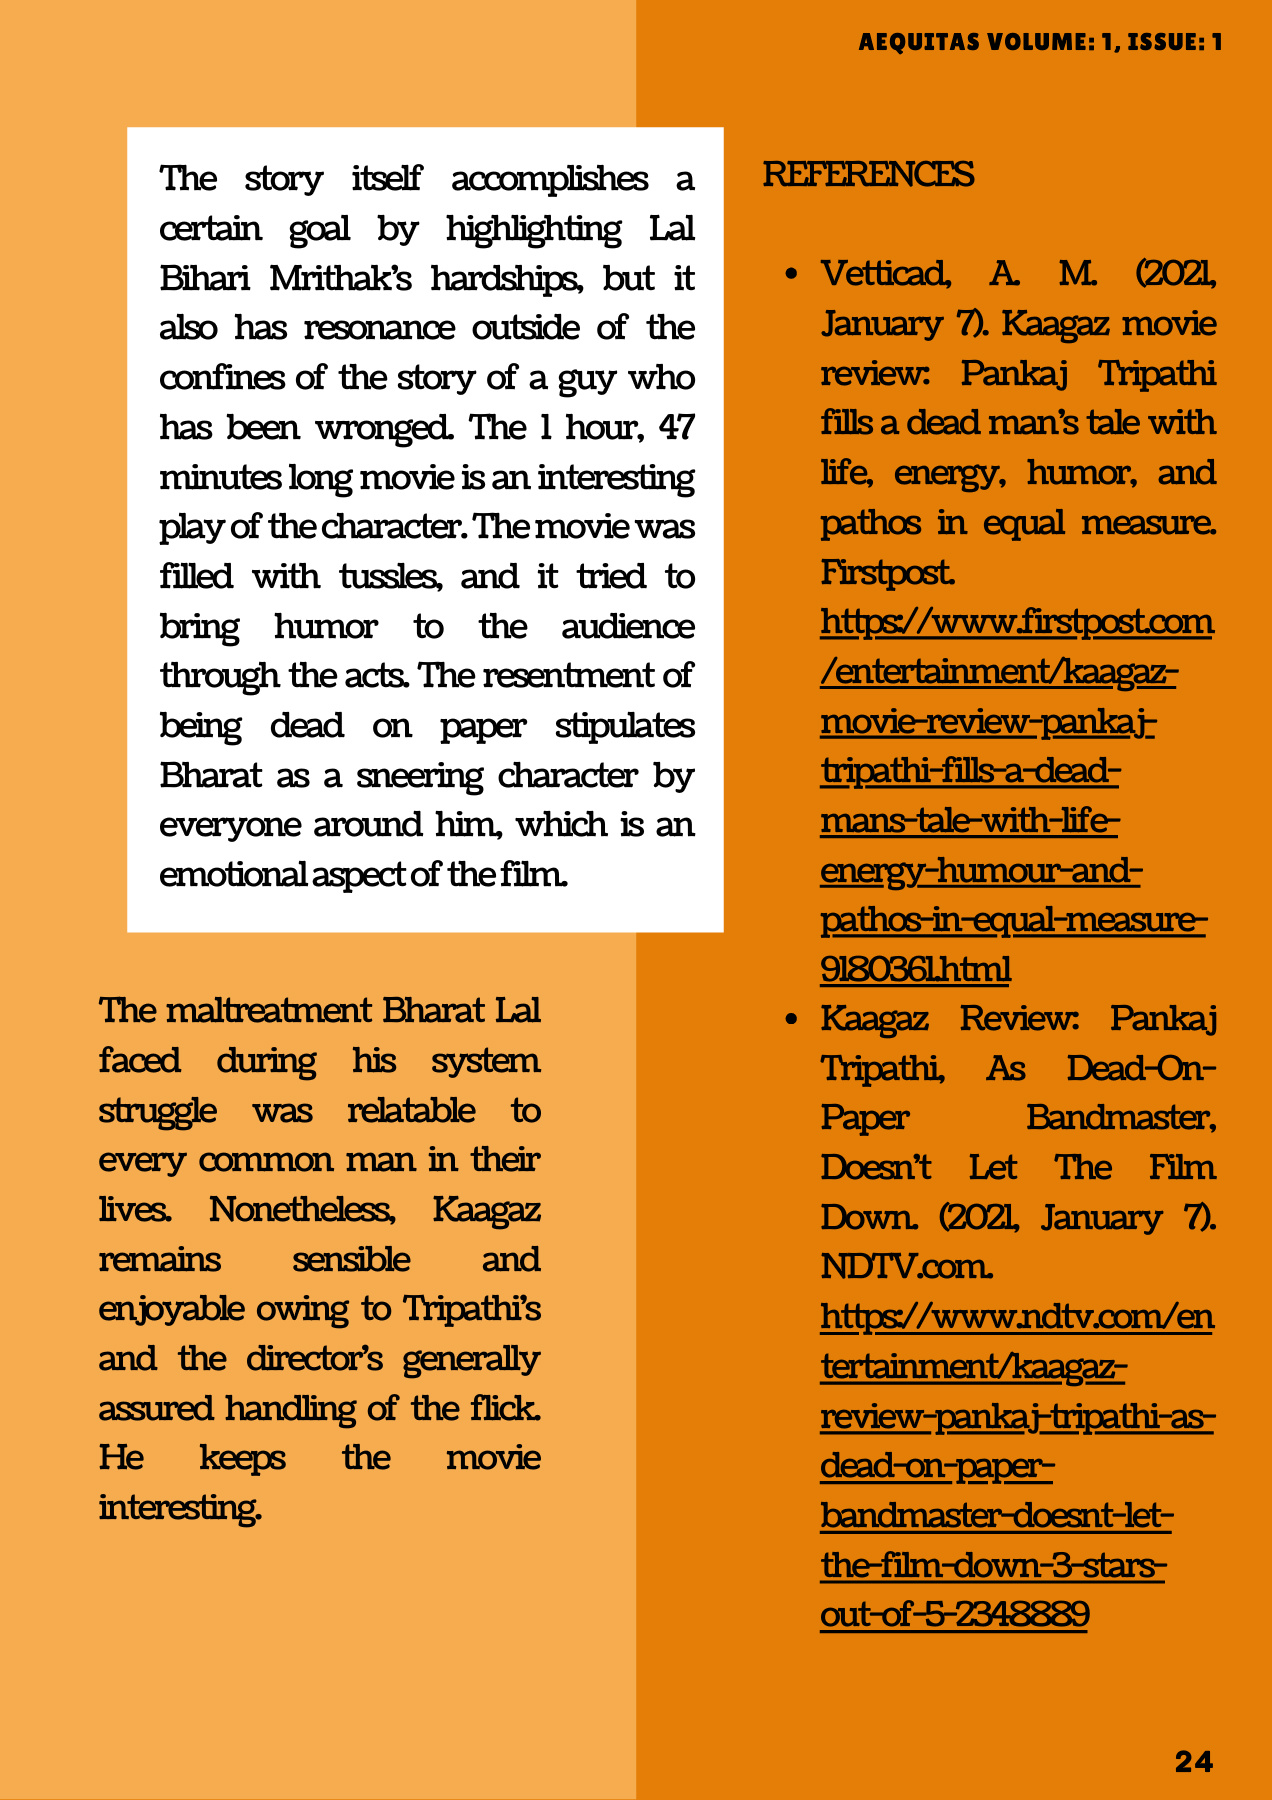 AEQUITAS VOLUME: 1, ISSUE: 1
The story itself accomplishes a
certain goal by highlighting Lal
Bihari Mrithak's hardships, but it
also has resonance outside of the
confines of the story of a guy who
has been wronged. The 1 hour, 47
minutes long movie is an interesting
play of the character. The movie was
filled with tussles, and it tried to
bring humor to the audience
through the acts. The resentment of
being dead on paper stipulates
Bharat as a sneering character by
everyone around him, which is an
emotional aspect of the film.
The maltreatment Bharat Lal
faced during his system
struggle was relatable to
every common man in their
lives. Nonetheless, Kaagaz
remains sensible and
enjoyable owing to Tripathi's
and the director's generally
assured handling of the flick.
He keeps the movie
interesting.
REFERENCES
• Vetticad, A. M. (2021,
January 7). Kaagaz movie
review: Pankaj Tripathi
fills a dead man's tale with
life, energy, humor, and
pathos in equal measure.
Firstpost.
https://www.firstpost.com
/entertainment/kaagaz-
movie-review-pankaj-
tripathi-fills-a-dead-
mans-tale-with-life-
energy-humour-and-
pathos-in-equal-measure-
9180361.html
• Kaagaz Review: Pankaj
Tripathi, As Dead-On-
Paper Bandmaster,
Doesn't Let The Film
Down. (2021, January 7).
NDTV.com.
https://www.ndtv.com/en
tertainment/kaagaz-
review-pankaj-tripathi-as-
dead-on-paper-
bandmaster-doesnt-let-
the-film-down-3-stars-
out-of-5-2348889
24